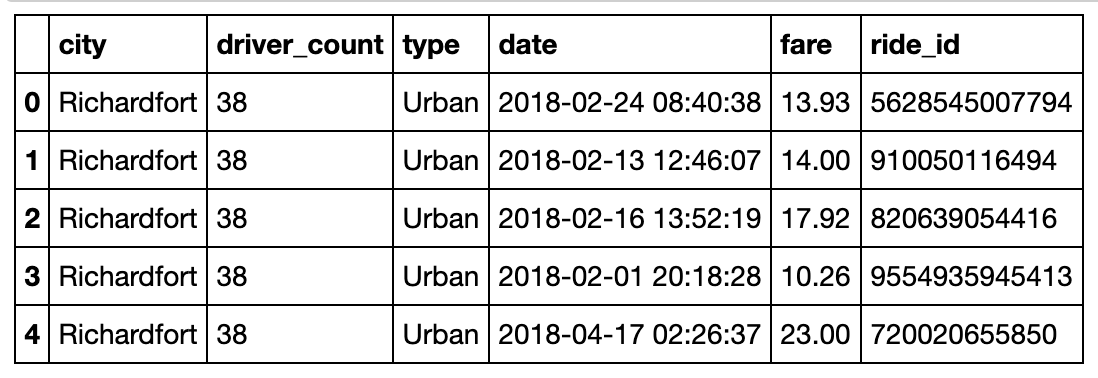 city driver_count type date fare ride_id
0 Richardfort 38 Urban 2018-02-24 08:40:38 13.93 5628545007794
1 Richardfort 38 Urban 2018-02-13 12:46:07 14.00 910050116494
2 Richardfort 38 Urban 2018-02-16 13:52:19 17.92 820639054416
3 Richardfort 38 Urban 2018-02-01 20:18:28 10.26 9554935945413
4 Richardfort 38 Urban 2018-04-17 02:26:37 23.00 720020655850